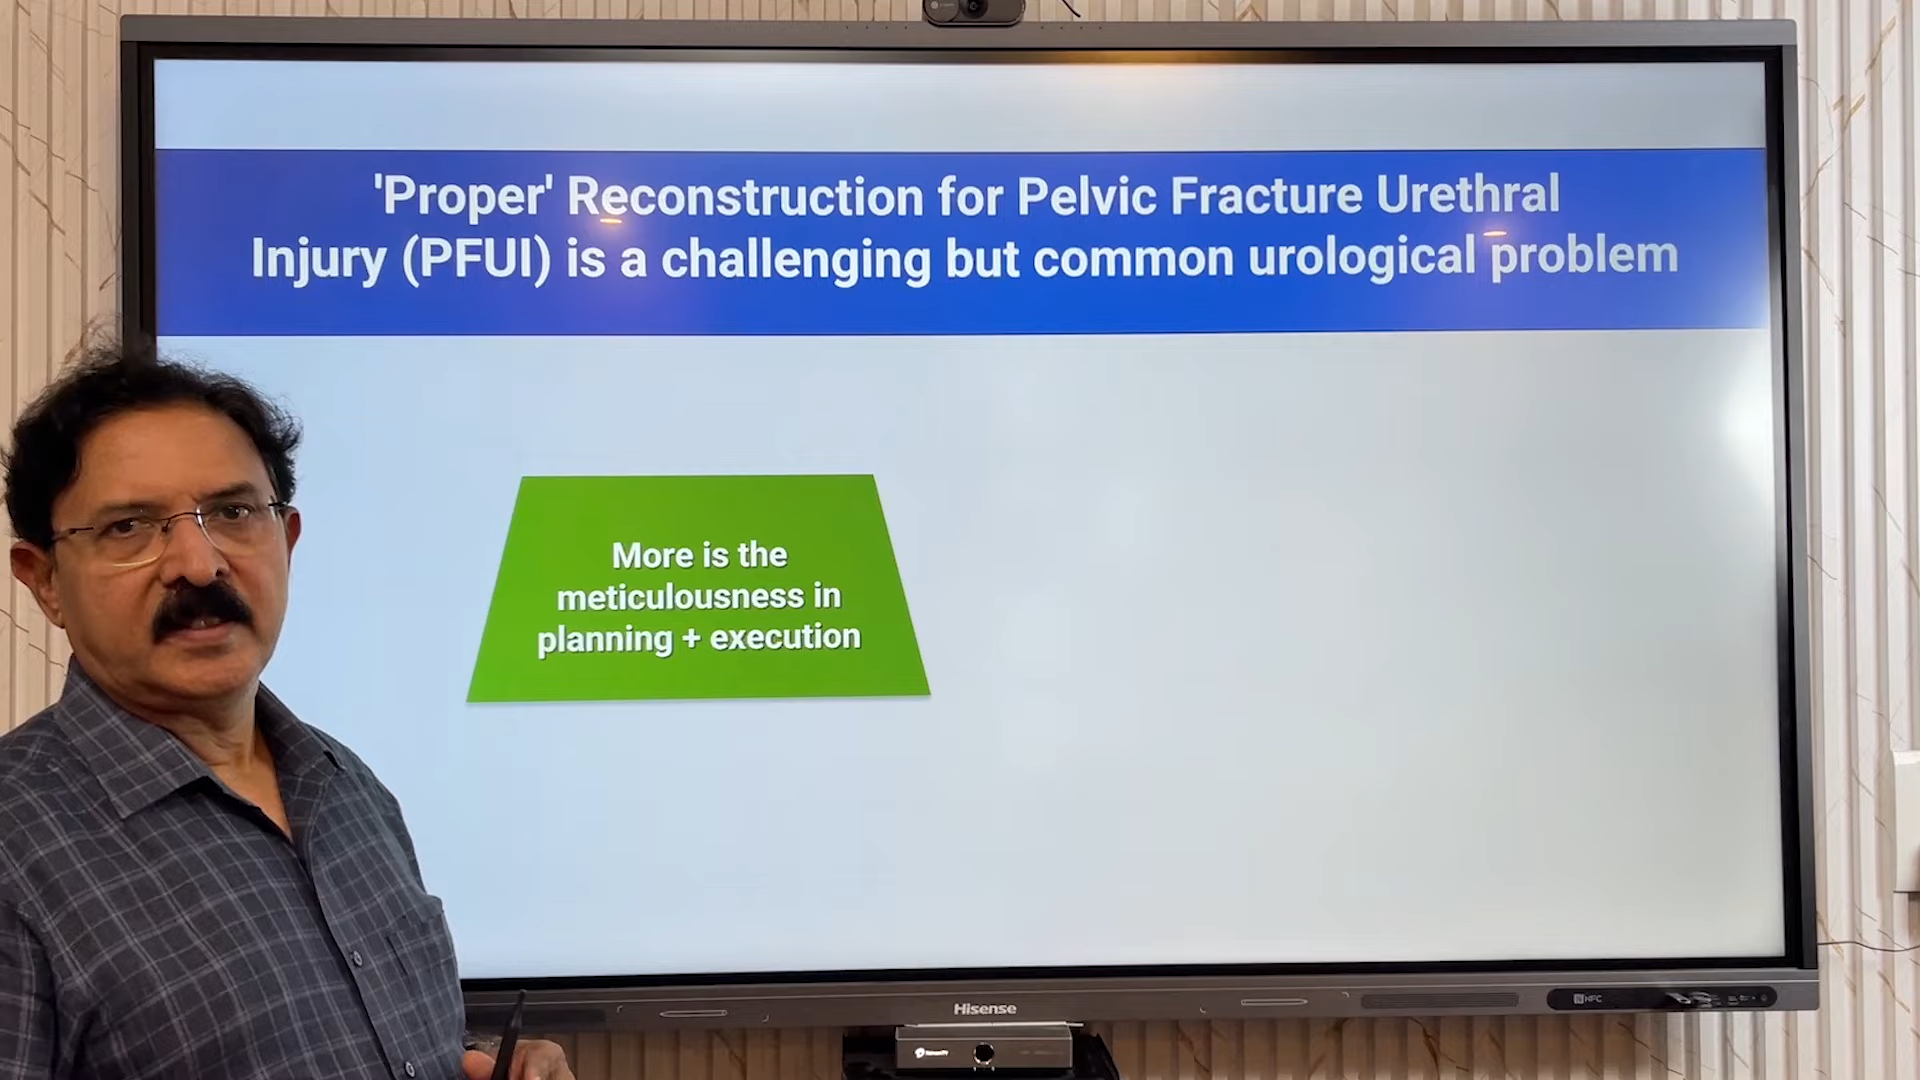 'Proper' Reconstruction for Pelvic Fracture Urethral
Injury (PFUI) is a challenging but common urological problem
More is the
meticulousness in
planning + execution
Hisense
NFC